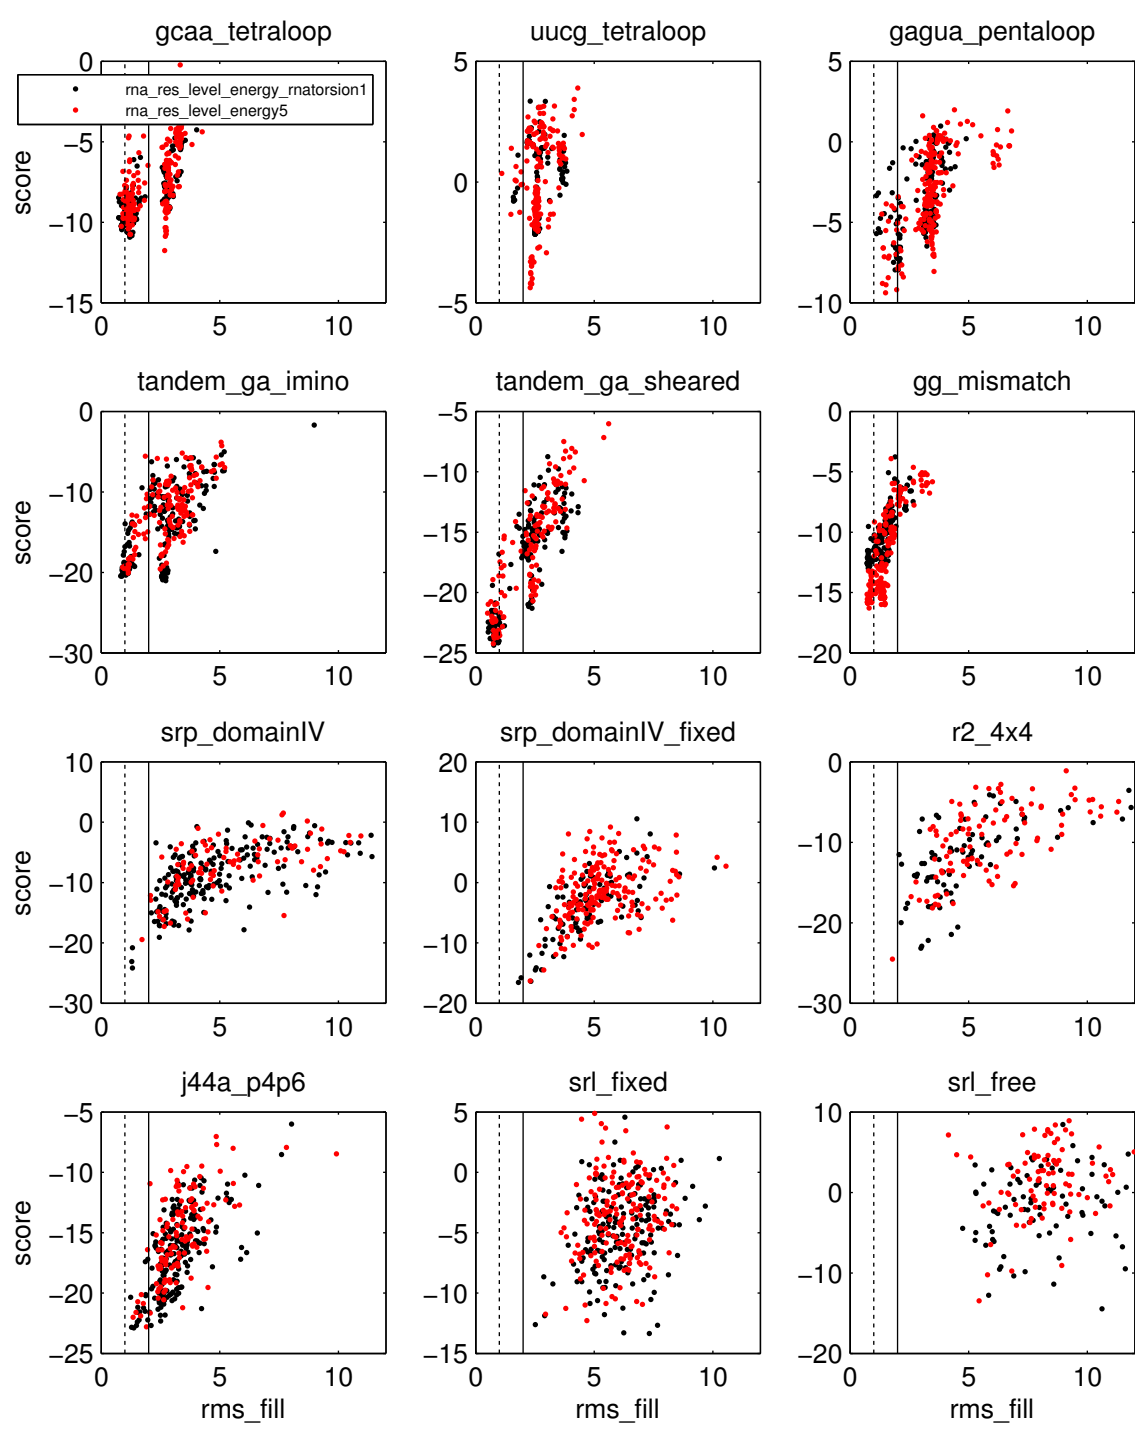 gcaa_tetraloop uucg_tetraloop gagua_pentaloop
0 5 5
rna_res_level_energy_rnatorsion1
rna_res_level_energy5
−5 0 0
score
−10 −5
−15 −5 −10
0 5 10 0 5 10 0 5 10
tandem_ga_imino tandem_ga_sheared gg_mismatch
0 −5 0
−10 −10 −5
score
−15 −10
−20 −20 −15
−30 −25 −20
0 5 10 0 5 10 0 5 10
srp_domainIV srp_domainIV_fixed r2_4x4
10 20 0
0 10 −10
score
−10 0
−20 −10 −20
−30 −20 −30
0 5 10 0 5 10 0 5 10
j44a_p4p6 srl_fixed srl_free
−5 5 10
−10 0 0
score
−15 −5
−20 −10 −10
−25 −15 −20
0 5 10 0 5 10 0 5 10
rms_fill rms_fill rms_fill